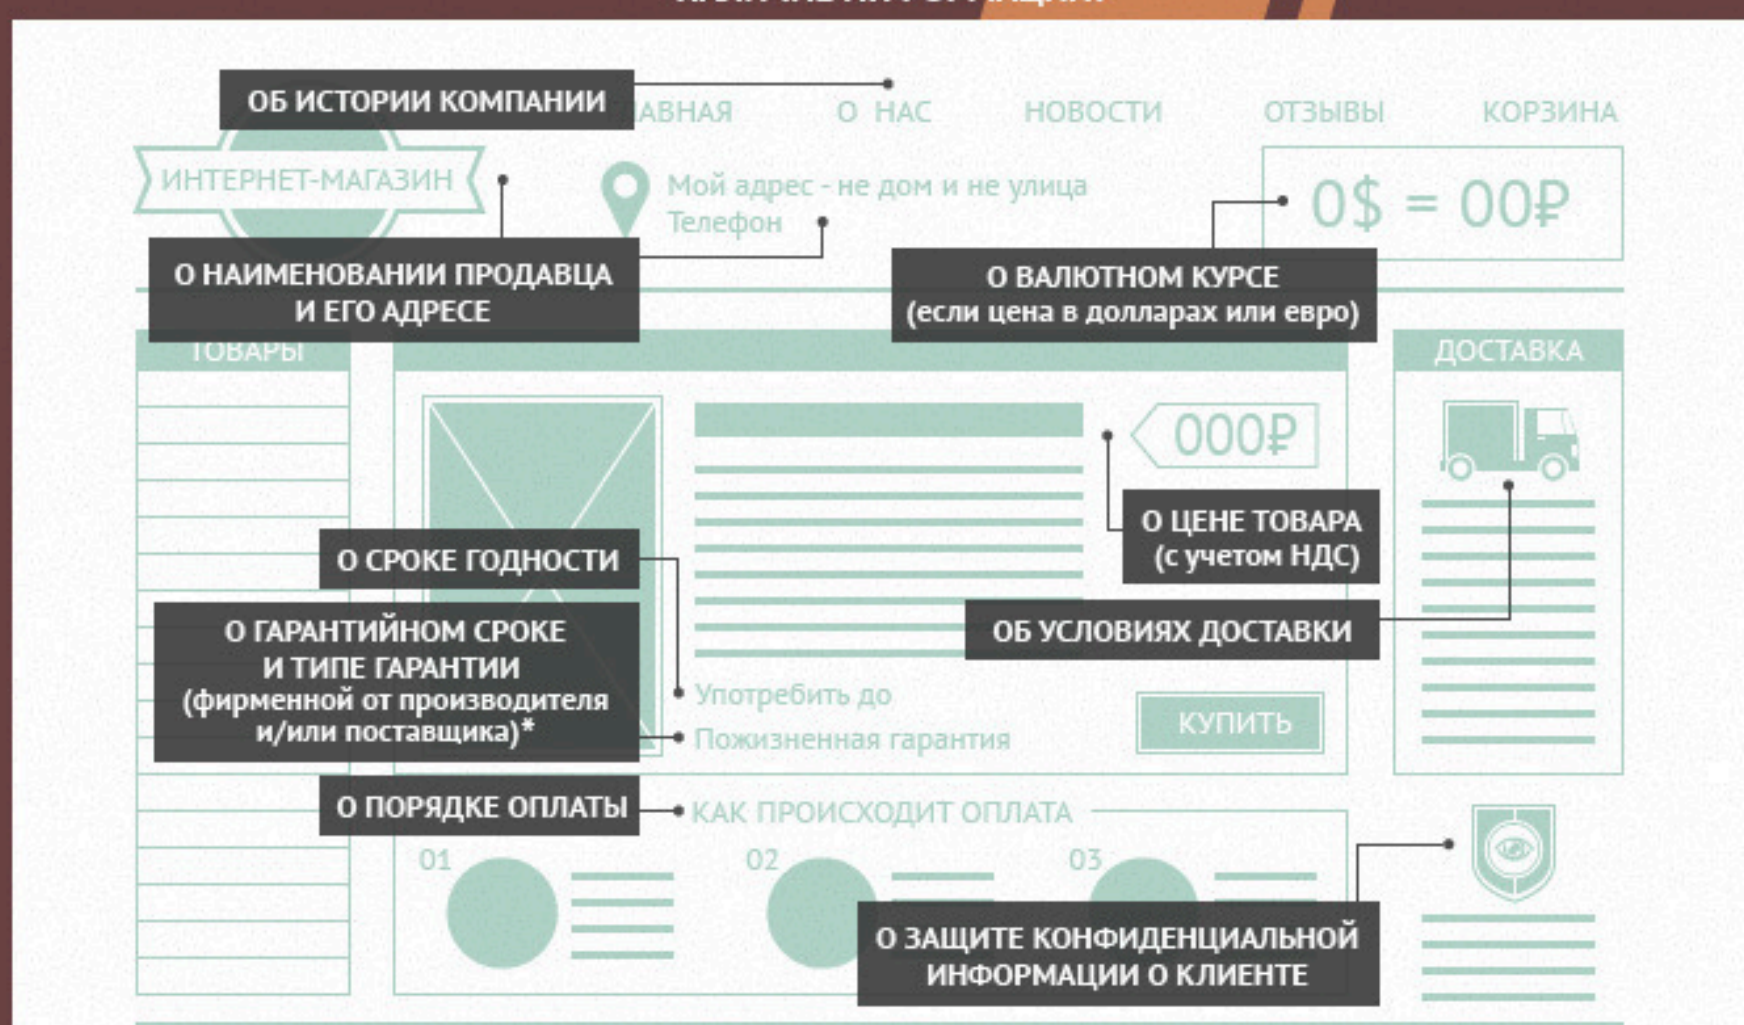 ОБ ИСТОРИИ КОМПАНИИ
ГЛАВНАЯ О НАС НОВОСТИ ОТЗЫВЫ КОРЗИНА
ИНТЕРНЕТ-МАГАЗИН
Мой адрес - не дом и не улица
Телефон
0$ = 00₽
О НАИМЕНОВАНИИ ПРОДАВЦА
И ЕГО АДРЕСЕ
О ВАЛЮТНОМ КУРСЕ
(если цена в долларах или евро)
ТОВАРЫ
ДОСТАВКА
000₽
О ЦЕНЕ ТОВАРА
(с учетом НДС)
О СРОКЕ ГОДНОСТИ
О ГАРАНТИЙНОМ СРОКЕ
И ТИПЕ ГАРАНТИИ
(фирменной от производителя
и/или поставщика)*
ОБ УСЛОВИЯХ ДОСТАВКИ
Употребить до
Пожизненная гарантия
КУПИТЬ
О ПОРЯДКЕ ОПЛАТЫ
КАК ПРОИСХОДИТ ОПЛАТА
01 02 03
О ЗАЩИТЕ КОНФИДЕНЦИАЛЬНОЙ
ИНФОРМАЦИИ О КЛИЕНТЕ